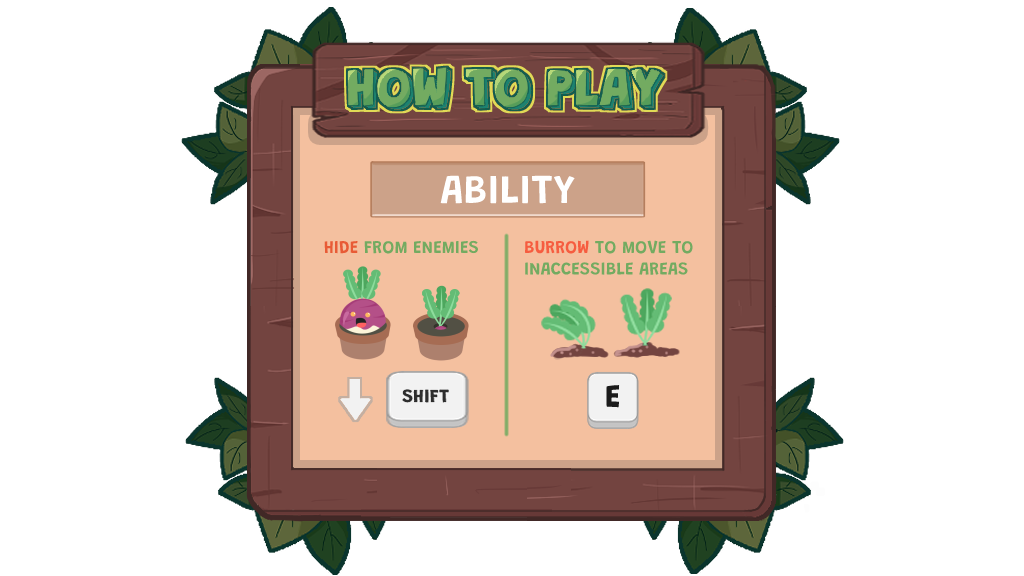 HOW TO PLAY
ABILITY
HIDE FROM ENEMIES
SHIFT
BURROW TO MOVE TO
INACCESSIBLE AREAS
E